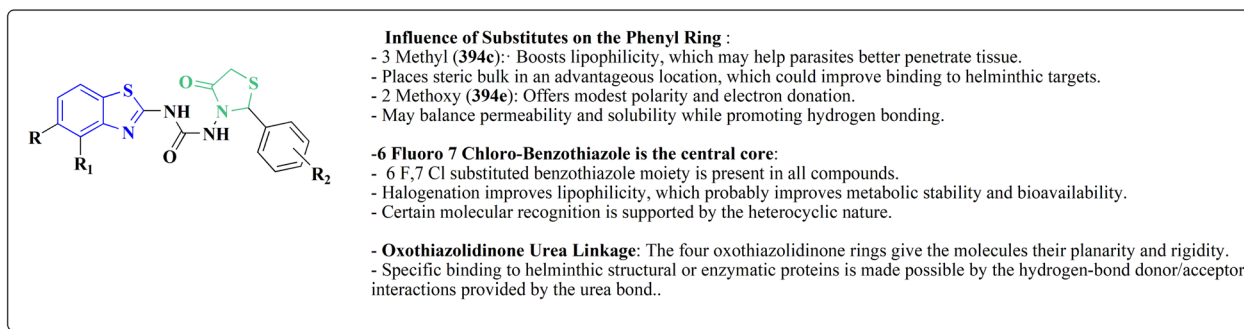 Influence of Substitutes on the Phenyl Ring :
- 3 Methyl (394c):· Boosts lipophilicity, which may help parasites better penetrate tissue.
- Places steric bulk in an advantageous location, which could improve binding to helminthic targets.
- 2 Methoxy (394e): Offers modest polarity and electron donation.
- May balance permeability and solubility while promoting hydrogen bonding.
-6 Fluoro 7 Chloro-Benzothiazole is the central core:
- 6 F,7 Cl substituted benzothiazole moiety is present in all compounds.
- Halogenation improves lipophilicity, which probably improves metabolic stability and bioavailability.
- Certain molecular recognition is supported by the heterocyclic nature.
- Oxothiazolidinone Urea Linkage: The four oxothiazolidinone rings give the molecules their planarity and rigidity.
- Specific binding to helminthic structural or enzymatic proteins is made possible by the hydrogen-bond donor/acceptor
interactions provided by the urea bond..
O
S
S
N
NH
N
NH
R
R1
O
R2